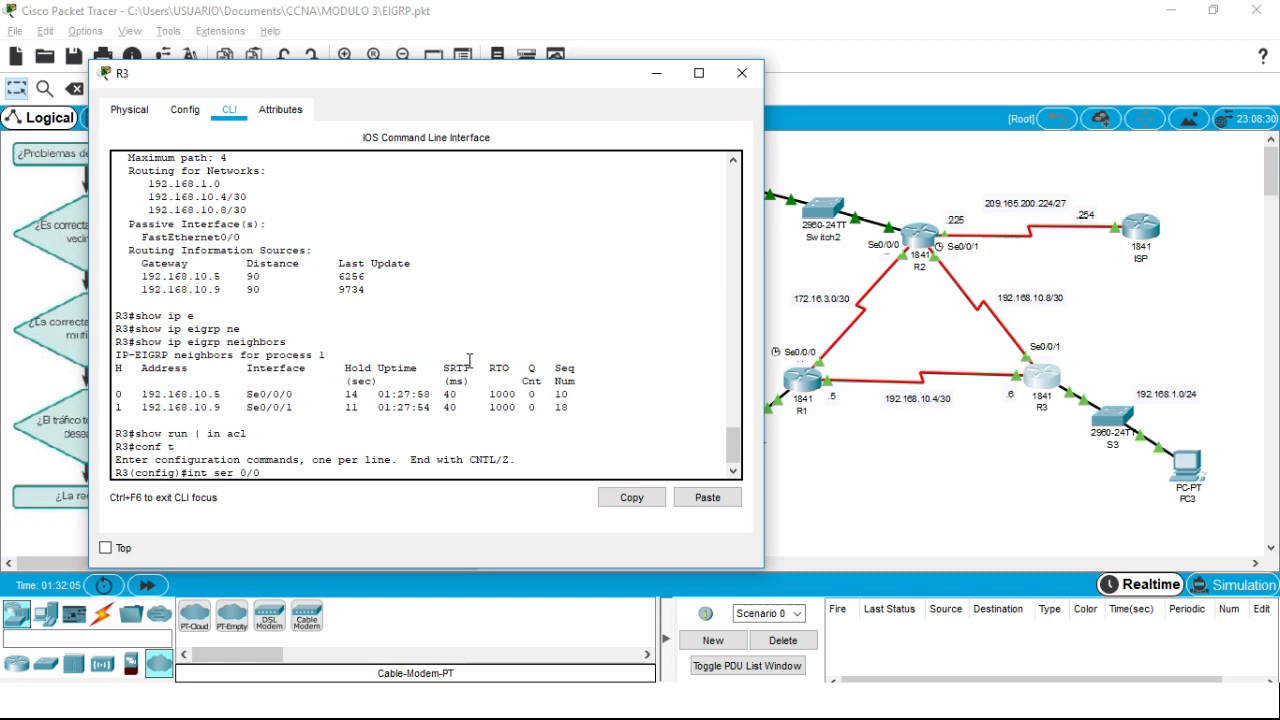 Cisco Packet Tracer - C:\Users\USUARIO\Documents\CCNA\MODULO 3\EIGRP.pkt
File Edit Options View Tools Extensions Help
?
R3
Logical
[Root]
23:08:30
Physical Config CLI Attributes
IOS Command Line Interface
Maximum path: 4
Routing for Networks:
192.168.1.0
192.168.10.4/30
192.168.10.8/30
Passive Interface(s):
FastEthernet0/0
Routing Information Sources:
Gateway Distance Last Update
192.168.10.5 90 6256
192.168.10.9 90 9734
R3#show ip e
R3#show ip eigrp ne
R3#show ip eigrp neighbors
IP-EIGRP neighbors for process 1
H Address Interface Hold Uptime SRTT RTO Q Seq
(sec) (ms) Cnt Num
0 192.168.10.5 Se0/0/0 14 01:27:58 40 1000 0 10
1 192.168.10.9 Se0/0/1 11 01:27:54 40 1000 0 18
R3#show run | in acl
R3#conf t
Enter configuration commands, one per line. End with CNTL/Z.
R3(config)#int ser 0/0
Ctrl+F6 to exit CLI focus
Copy Paste
Top
¿Problemas de
¿Es correcta
¿Es correcta
¿El tráfico
209.165.200.224/27
.225 .254
2960-24TT
Switch2
Se0/0/0
Se0/0/1
1841
R2
1841
ISP
172.16.3.0/30
192.168.10.8/30
Se0/0/0
Se0/0/1
1841
R1
.5
192.168.10.4/30
.6
1841
R3
192.168.1.0/24
2960-24TT
S3
PC-PT
PC3
Time: 01:32:05
Realtime Simulation
PT-Cloud PT-Empty DSL Modem Cable Modem
Cable-Modem-PT
Scenario 0
New Delete
Toggle PDU List Window
Fire Last Status Source Destination Type Color Time(sec) Periodic Num Edit